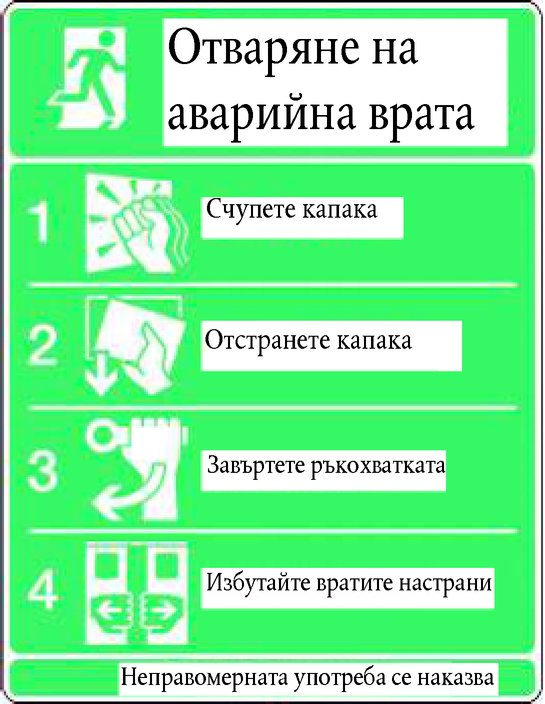 Отваряне на
аварийна врата
1 Счупете капака
2 Отстранете капака
3 Завъртете ръкохватката
4 Избутайте вратите настрани
Неправомерната употреба се наказва